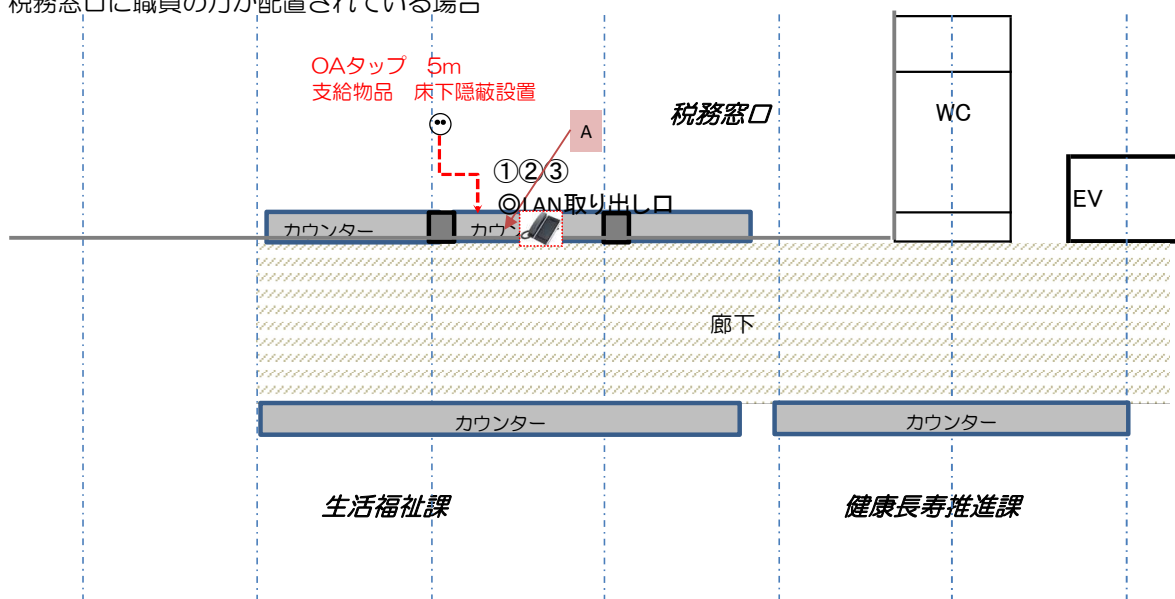 税務窓口に職員の方が配置されている場合
OAタップ 5m
支給物品 床下隠蔽設置
税務窓口
WC
A
EV
①②③
◎LAN取り出し口
カウンター
カウン
廊下
カウンター
カウンター
生活福祉課
健康長寿推進課